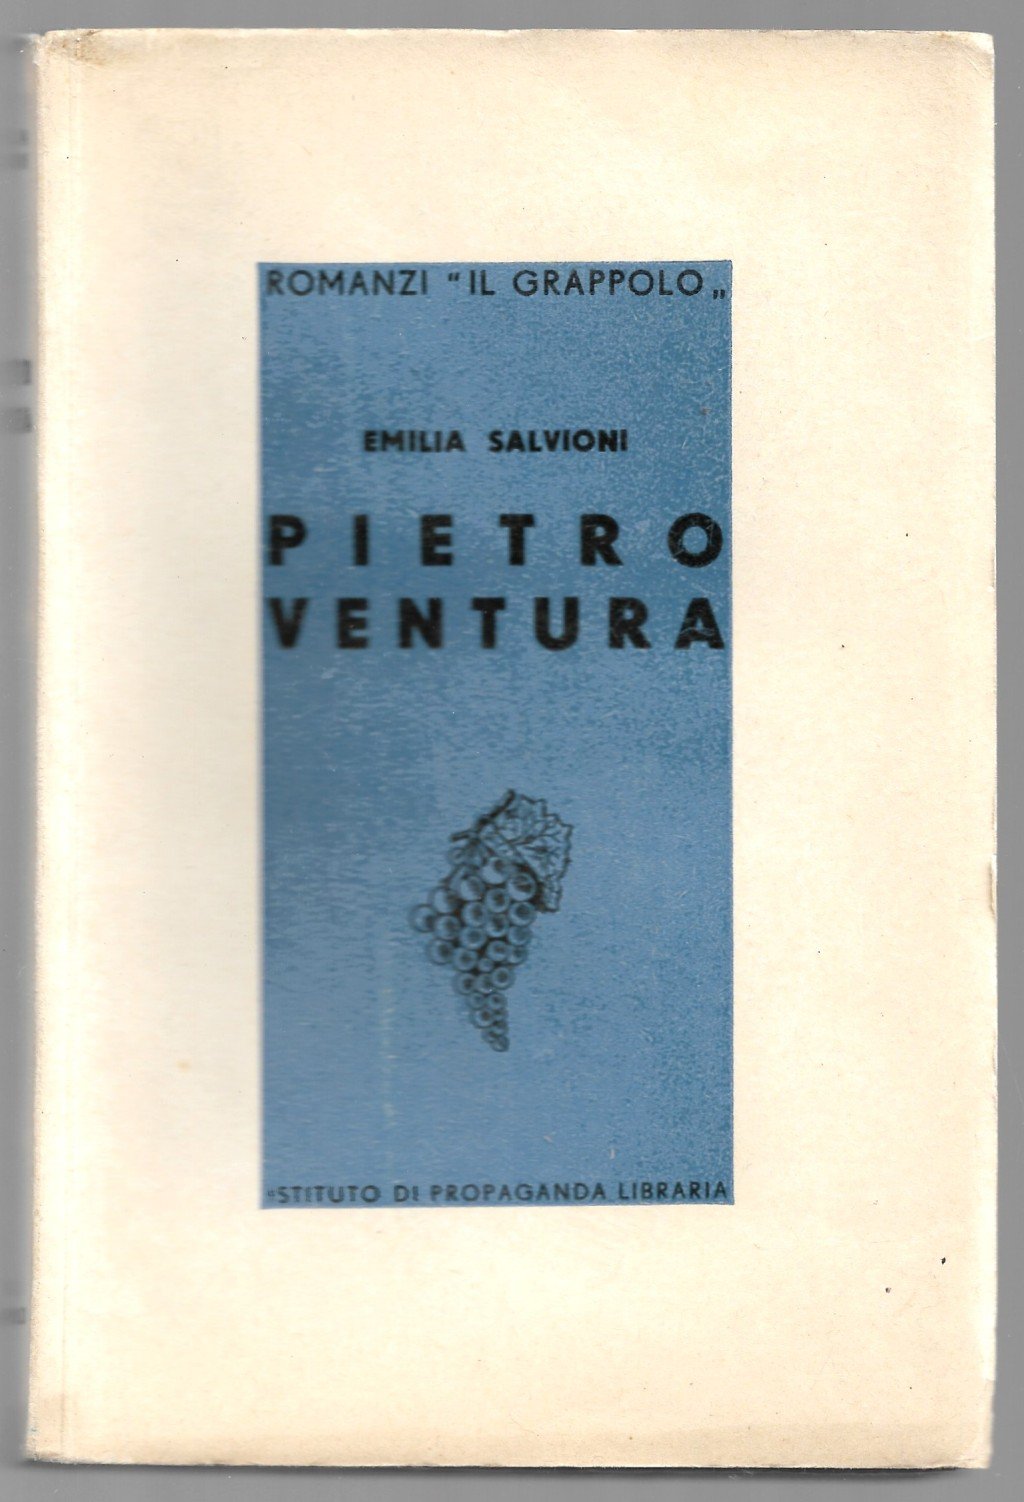 ROMANZI " IL GRAPPOLO „
EMILIA SALVIONI
PIETRO
VENTURA
ISTITUTO DI PROPAGANDA LIBRARIA